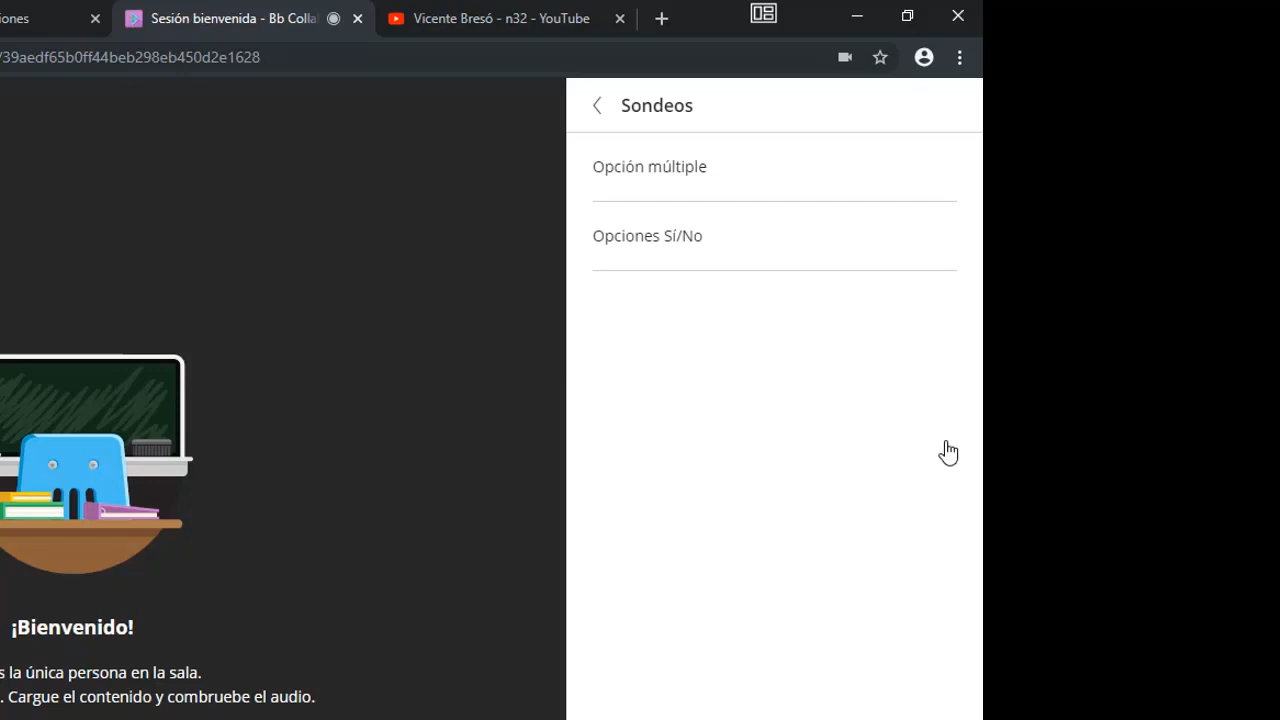 iones
Sesión bienvenida - Bb Colla
Vicente Bresó - n32 - YouTube
/39aedf65b0ff44beb298eb450d2e1628
Sondeos
Opción múltiple
Opciones Sí/No
¡Bienvenido!
s la única persona en la sala.
. Cargue el contenido y combruebe el audio.